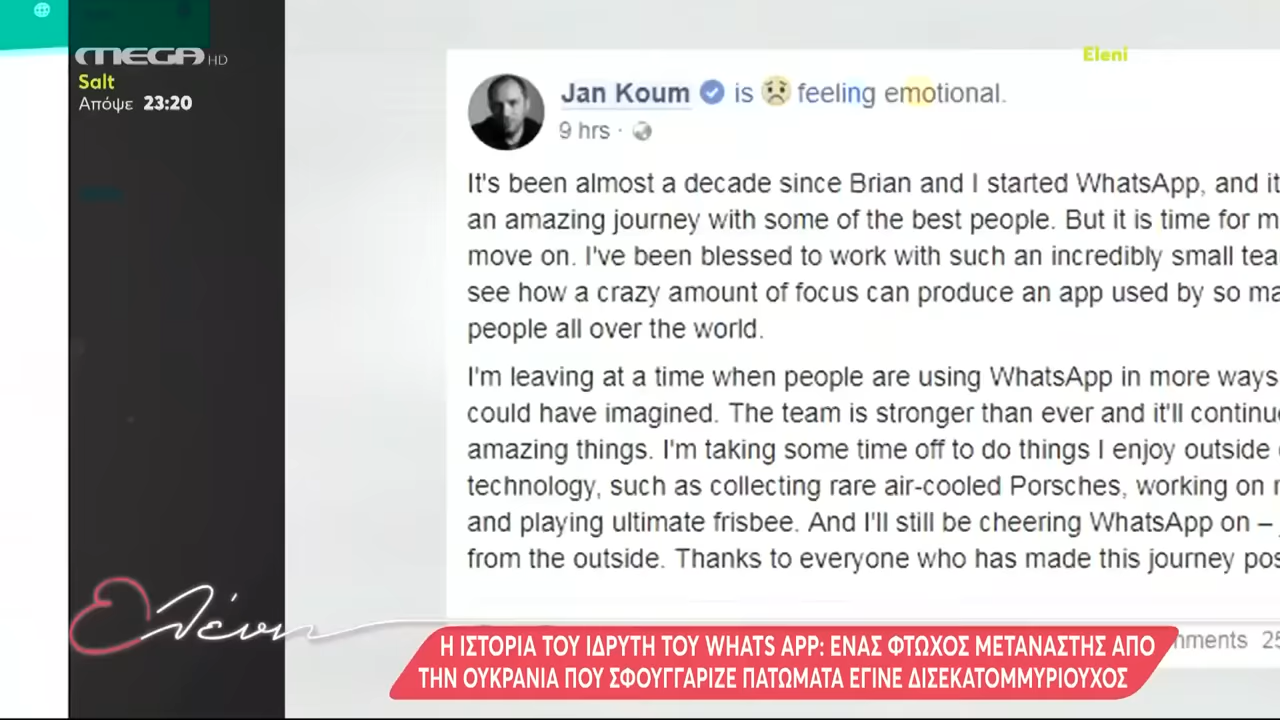 MEGA HD
Salt
Απόψε 23:20
Eleni
Jan Koum is feeling emotional.
9 hrs ·
It's been almost a decade since Brian and I started WhatsApp, and it
an amazing journey with some of the best people. But it is time for m
move on. I've been blessed to work with such an incredibly small tea
see how a crazy amount of focus can produce an app used by so ma
people all over the world.
I'm leaving at a time when people are using WhatsApp in more ways
could have imagined. The team is stronger than ever and it'll continu
amazing things. I'm taking some time off to do things I enjoy outside
technology, such as collecting rare air-cooled Porsches, working on
and playing ultimate frisbee. And I'll still be cheering WhatsApp on –
from the outside. Thanks to everyone who has made this journey pos
mments 25
Ελένη
Η ΙΣΤΟΡΙΑ ΤΟΥ ΙΔΡΥΤΗ ΤΟΥ WHATS APP: ΕΝΑΣ ΦΤΩΧΟΣ ΜΕΤΑΝΑΣΤΗΣ ΑΠΟ
ΤΗΝ ΟΥΚΡΑΝΙΑ ΠΟΥ ΣΦΟΥΓΓΑΡΙΖΕ ΠΑΤΩΜΑΤΑ ΕΓΙΝΕ ΔΙΣΕΚΑΤΟΜΜΥΡΙΟΥΧΟΣ